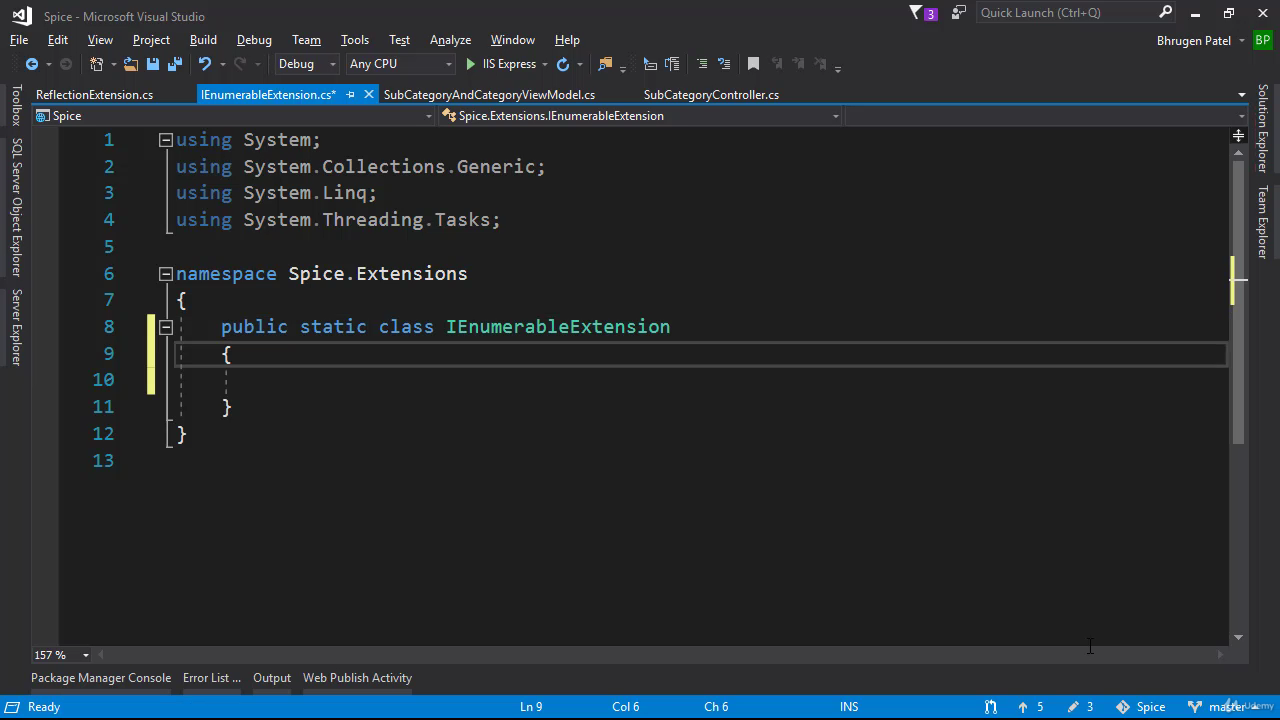 Spice - Microsoft Visual Studio
3
Quick Launch (Ctrl+Q)
File Edit View Project Build Debug Team Tools Test Analyze Window Help
Bhrugen Patel BP
Debug Any CPU IIS Express
ReflectionExtension.cs IEnumerableExtension.cs* SubCategoryAndCategoryViewModel.cs SubCategoryController.cs
Spice Spice.Extensions.IEnumerableExtension
Toolbox
SQL Server Object Explorer
Server Explorer
Solution Explorer
Team Explorer
1 using System;
2 using System.Collections.Generic;
3 using System.Linq;
4 using System.Threading.Tasks;
5
6 namespace Spice.Extensions
7 {
8 public static class IEnumerableExtension
9 {
10
11 }
12 }
13
157 %
Package Manager Console Error List ... Output Web Publish Activity
Ready Ln 9 Col 6 Ch 6 INS 5 3 Spice master
Udemy